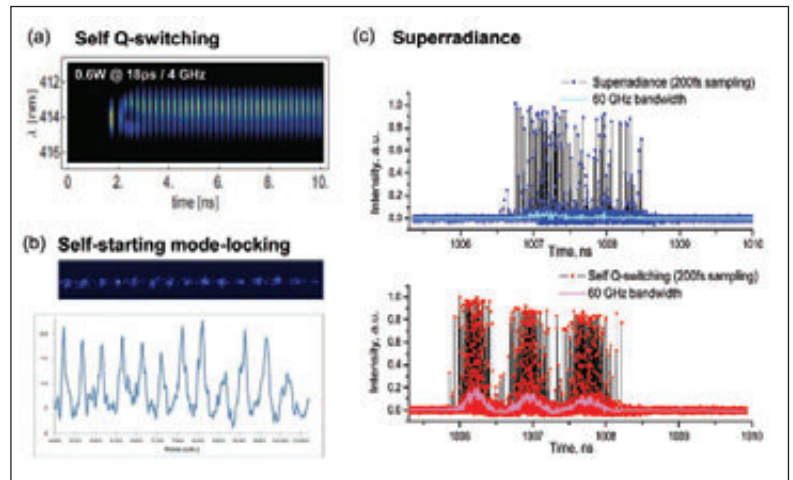 (a) Self Q-switching
0.6W @ 18ps / 4 GHz
412
414
416
λ [nm]
0 2. 4. 6. 8. 10.
time [ns]
(b) Self-starting mode-locking
(c) Superradiance
Superradiance (200fs sampling)
60 GHz bandwidth
1.0
0.8
0.6
0.4
0.2
0.0
Intensity, a.u.
1006 1007 1008 1009 1010
Time, ns
Self Q-switching (200fs sampling)
60 GHz bandwidth
1.0
0.8
0.6
0.4
0.2
0.0
Intensity, a.u.
1006 1007 1008 1009 1010
Time, ns